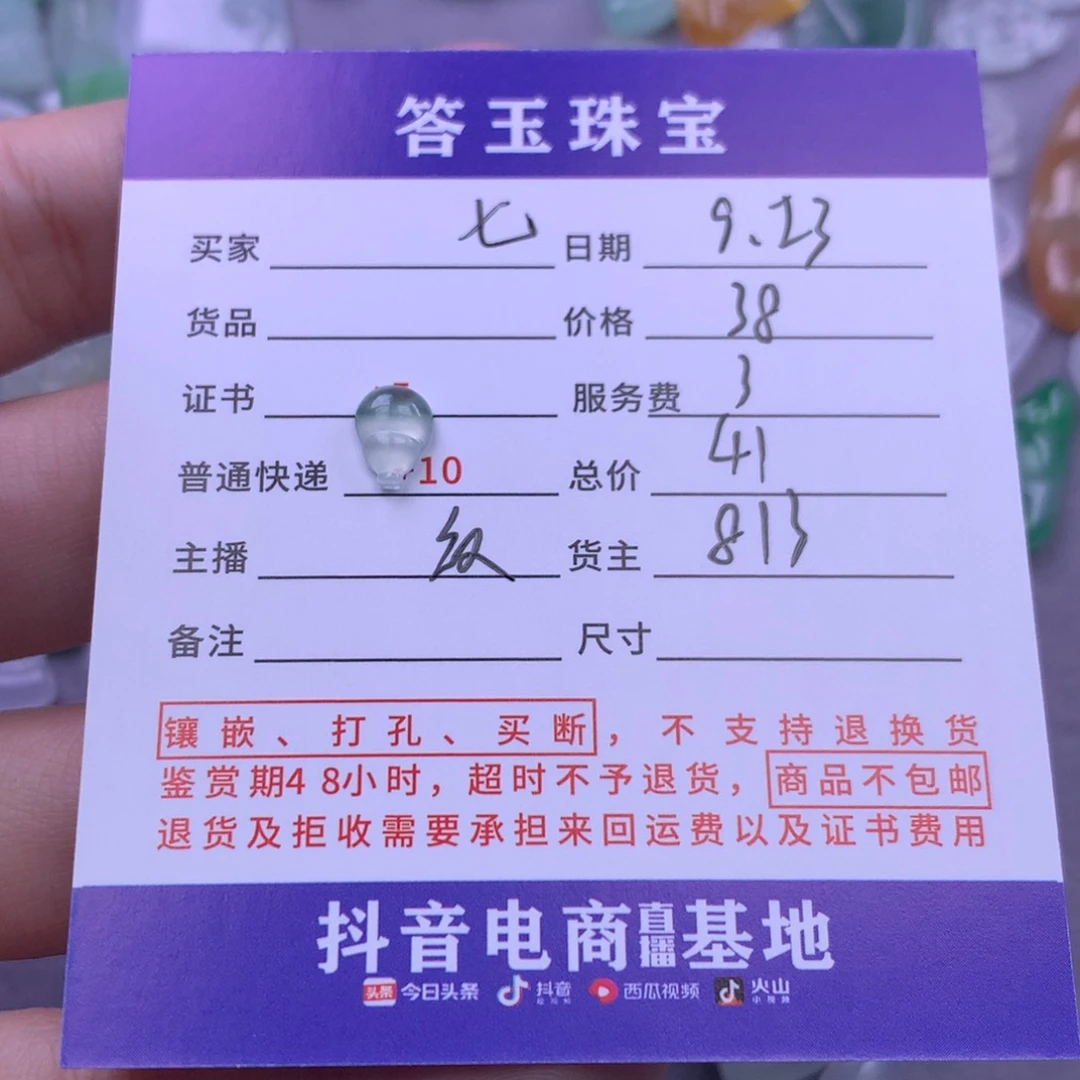 答玉珠宝
买家 七 日期 9.23
货品 价格 38
证书 服务费 3
普通快递 +10 总价 41
主播 货主 813
备注 尺寸
镶嵌、打孔、买断，不支持退换货
鉴赏期48小时，超时不予退货，商品不包邮
退货及拒收需要承担来回运费以及证书费用
抖音电商直播基地
头条 今日头条 抖音 西瓜视频 火山